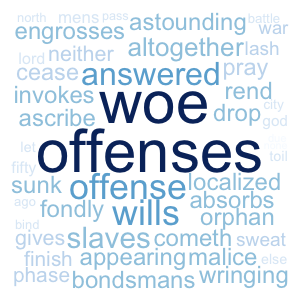 north mens pass battle
engrosses astounding war
neither altogether lash
lord cease answered pray
invokes woe rend
ascribe drop city
god
let offenses toil
fifty
sunk offense localized
ago fondly wills absorbs
bind orphan
gives slaves cometh sweat
finish appearing malice else
phase bondsmans wringing